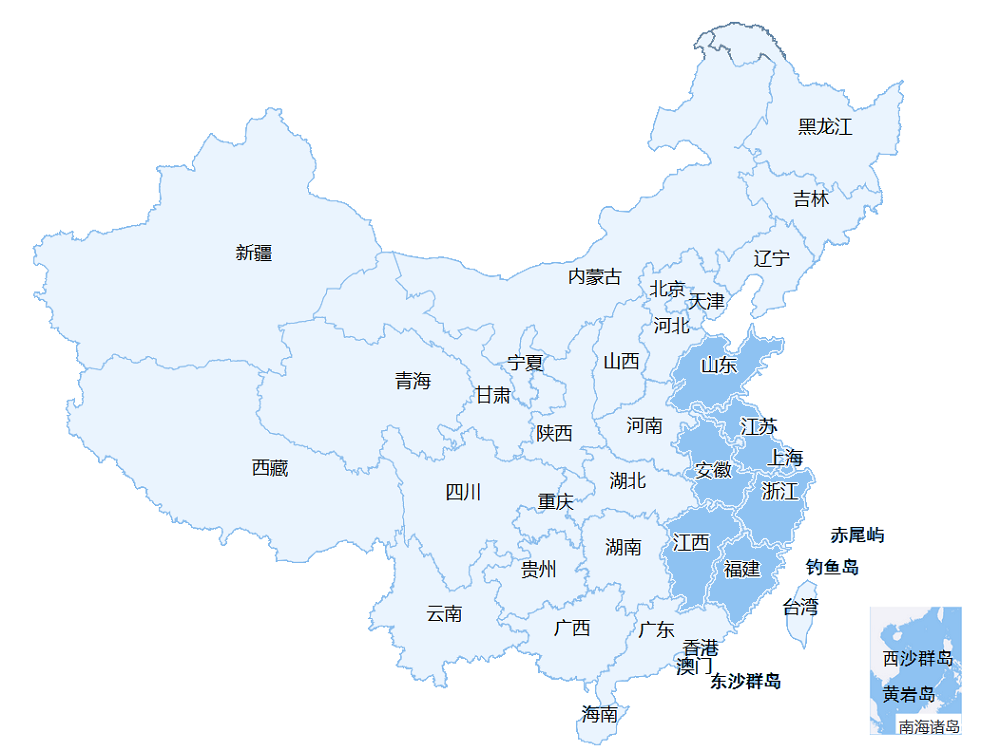 黑龙江
吉林
辽宁
新疆
内蒙古
北京
天津
河北
山西
宁夏
山东
青海
甘肃
陕西
河南
江苏
西藏
安徽
上海
四川
重庆
湖北
浙江
赤尾屿
湖南
江西
钓鱼岛
贵州
福建
台湾
云南
广西
广东
香港
澳门
东沙群岛
海南
西沙群岛
黄岩岛
南海诸岛